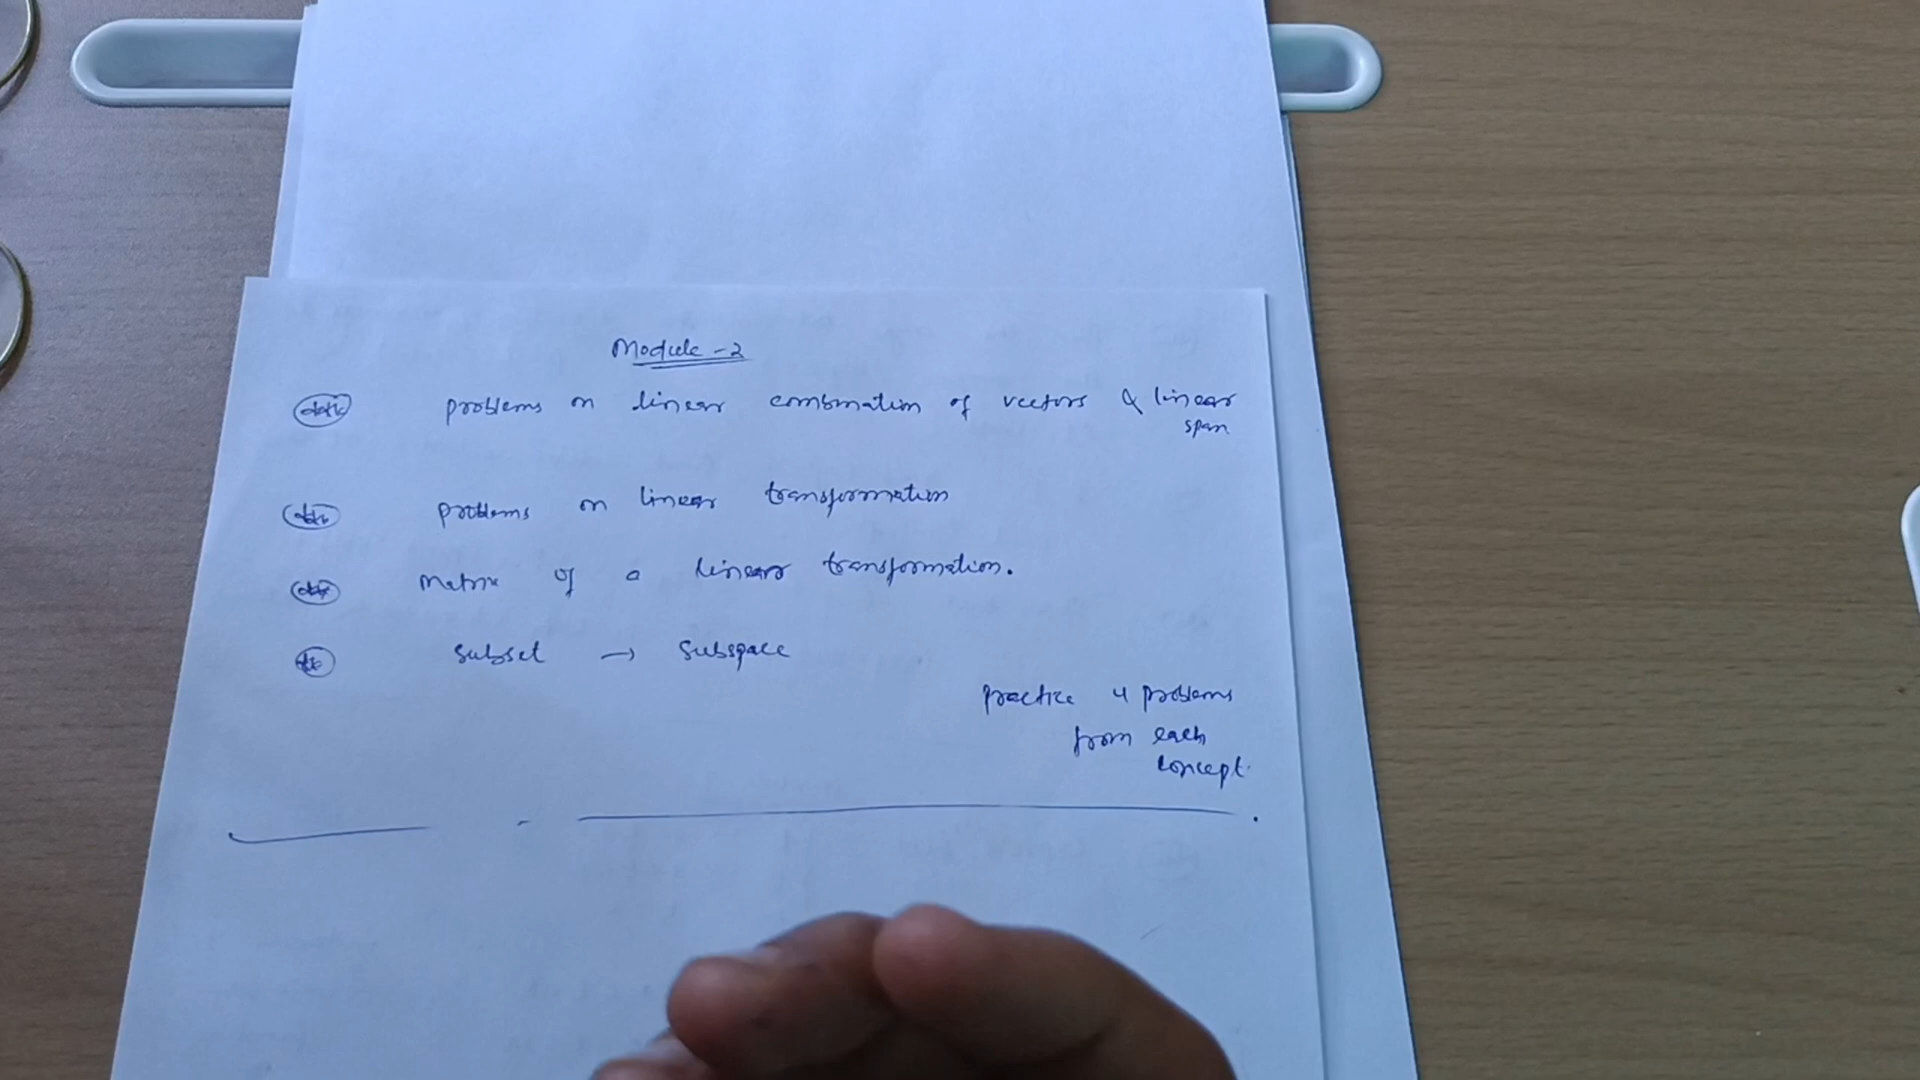 Module - 2
problems on linear combination of vectors & linear
span
problems on linear transformation
Matrix of a linear transformation.
Subset → Subspace
practice 4 problems
from each
concept.